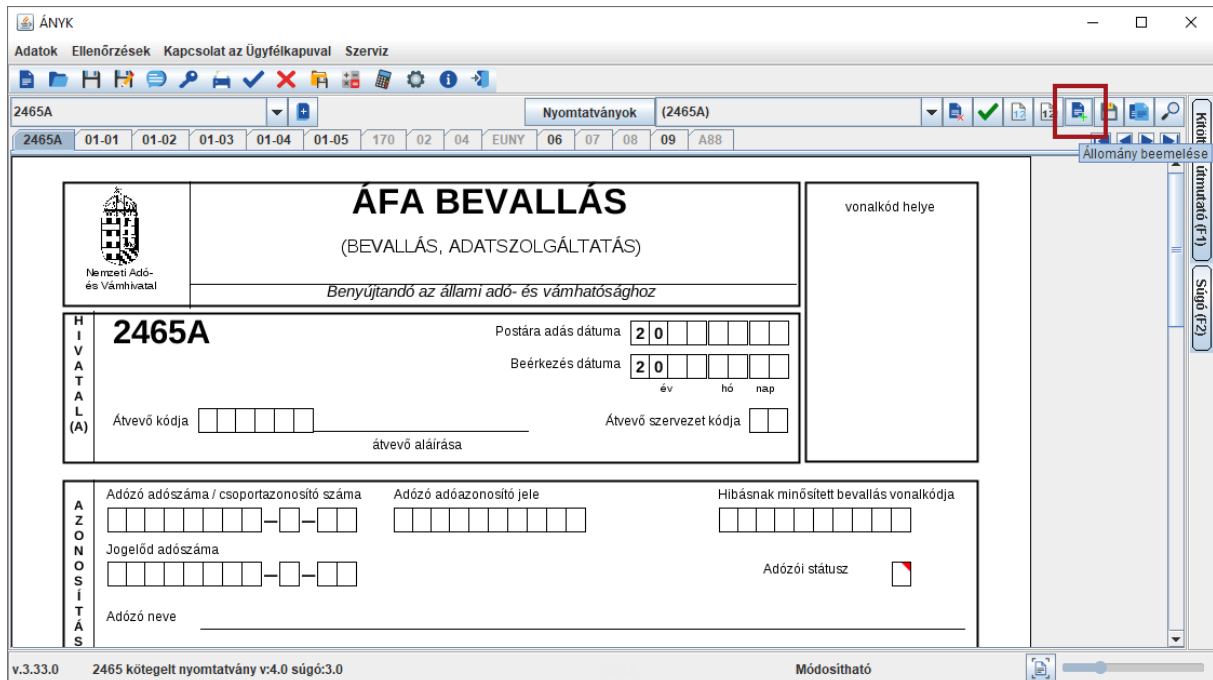 ÁNYK
Adatok Ellenőrzések Kapcsolat az Ügyfélkapuval Szerviz
2465A Nyomtatványok (2465A)
2465A 01-01 01-02 01-03 01-04 01-05 170 02 04 EUNY 06 07 08 09 A88
Állomány beemelése
útmutató (F1)
Súgó (F2)
ÁFA BEVALLÁS
(BEVALLÁS, ADATSZOLGÁLTATÁS)
Benyújtandó az állami adó- és vámhatósághoz
Nemzeti Adó-
és Vámhivatal
vonalkód helye
HIVATAL
(A)
2465A
Postára adás dátuma 2 0
Beérkezés dátuma 2 0
év hó nap
Átvevő kódja
átvevő aláírása
Átvevő szervezet kódja
AZONOSÍTÁS
Adózó adószáma / csoportazonosító száma Adózó adóazonosító jele Hibásnak minősített bevallás vonalkódja
Jogelőd adószáma
Adózói státusz
Adózó neve
v.3.33.0 2465 kötegelt nyomtatvány v:4.0 súgó:3.0 Módosítható